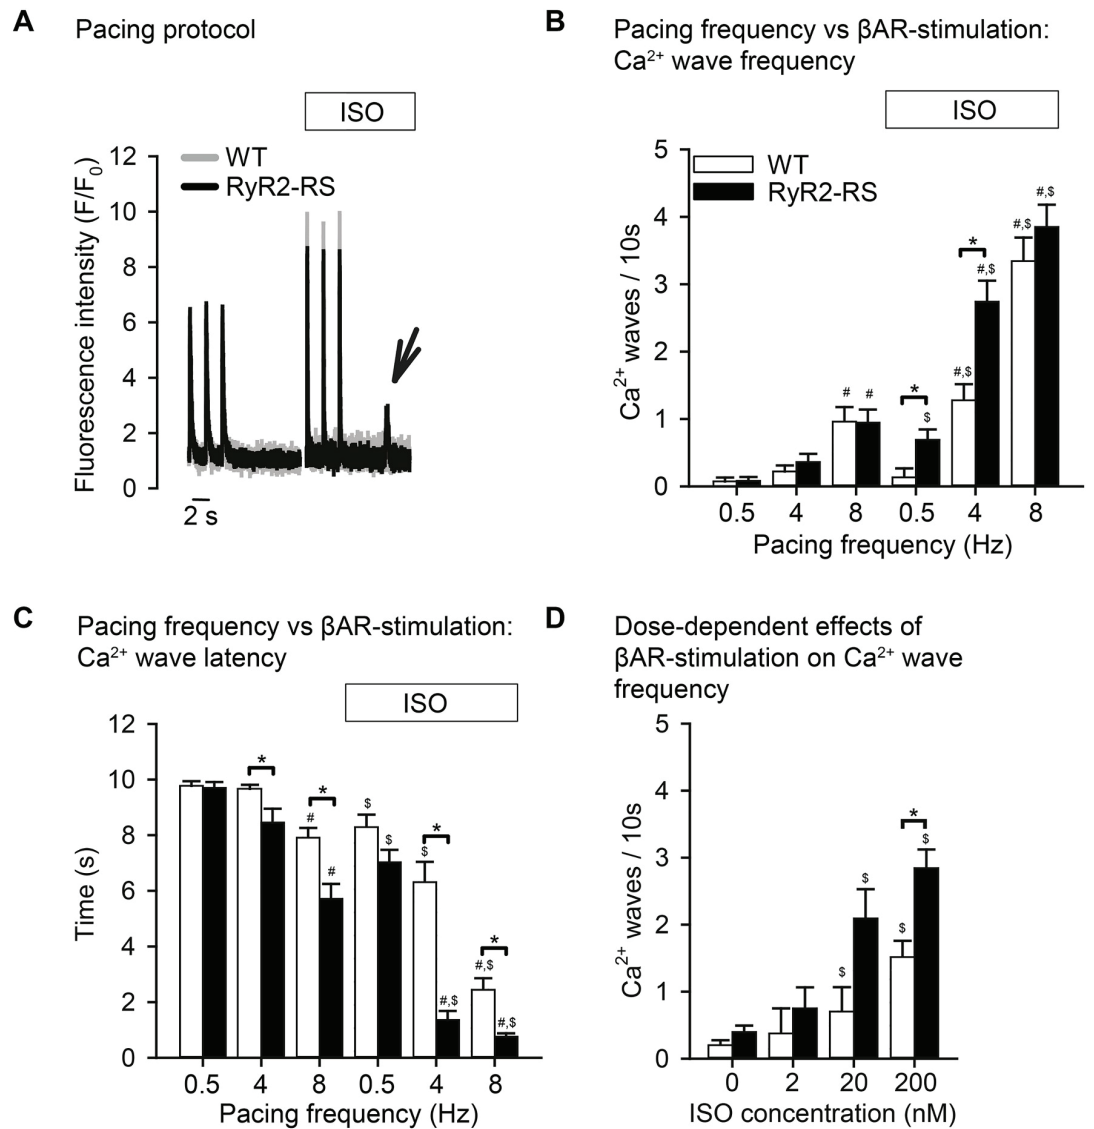 A Pacing protocol
ISO
WT
RyR2-RS
Fluorescence intensity (F/F0)
12
10
8
6
4
2
0
2 s
B Pacing frequency vs βAR-stimulation:
Ca2+ wave frequency
ISO
WT
RyR2-RS
Ca2+ waves / 10s
5
4
3
2
1
0
# # * $ #,$ * #,$ #,$ #,$
0.5 4 8 0.5 4 8
Pacing frequency (Hz)
C Pacing frequency vs βAR-stimulation:
Ca2+ wave latency
ISO
Time (s)
12
10
8
6
4
2
0
* # * # $ $ $ * #,$ #,$ * #,$
0.5 4 8 0.5 4 8
Pacing frequency (Hz)
D Dose-dependent effects of
βAR-stimulation on Ca2+ wave
frequency
Ca2+ waves / 10s
5
4
3
2
1
0
$ $ $ * $
0 2 20 200
ISO concentration (nM)